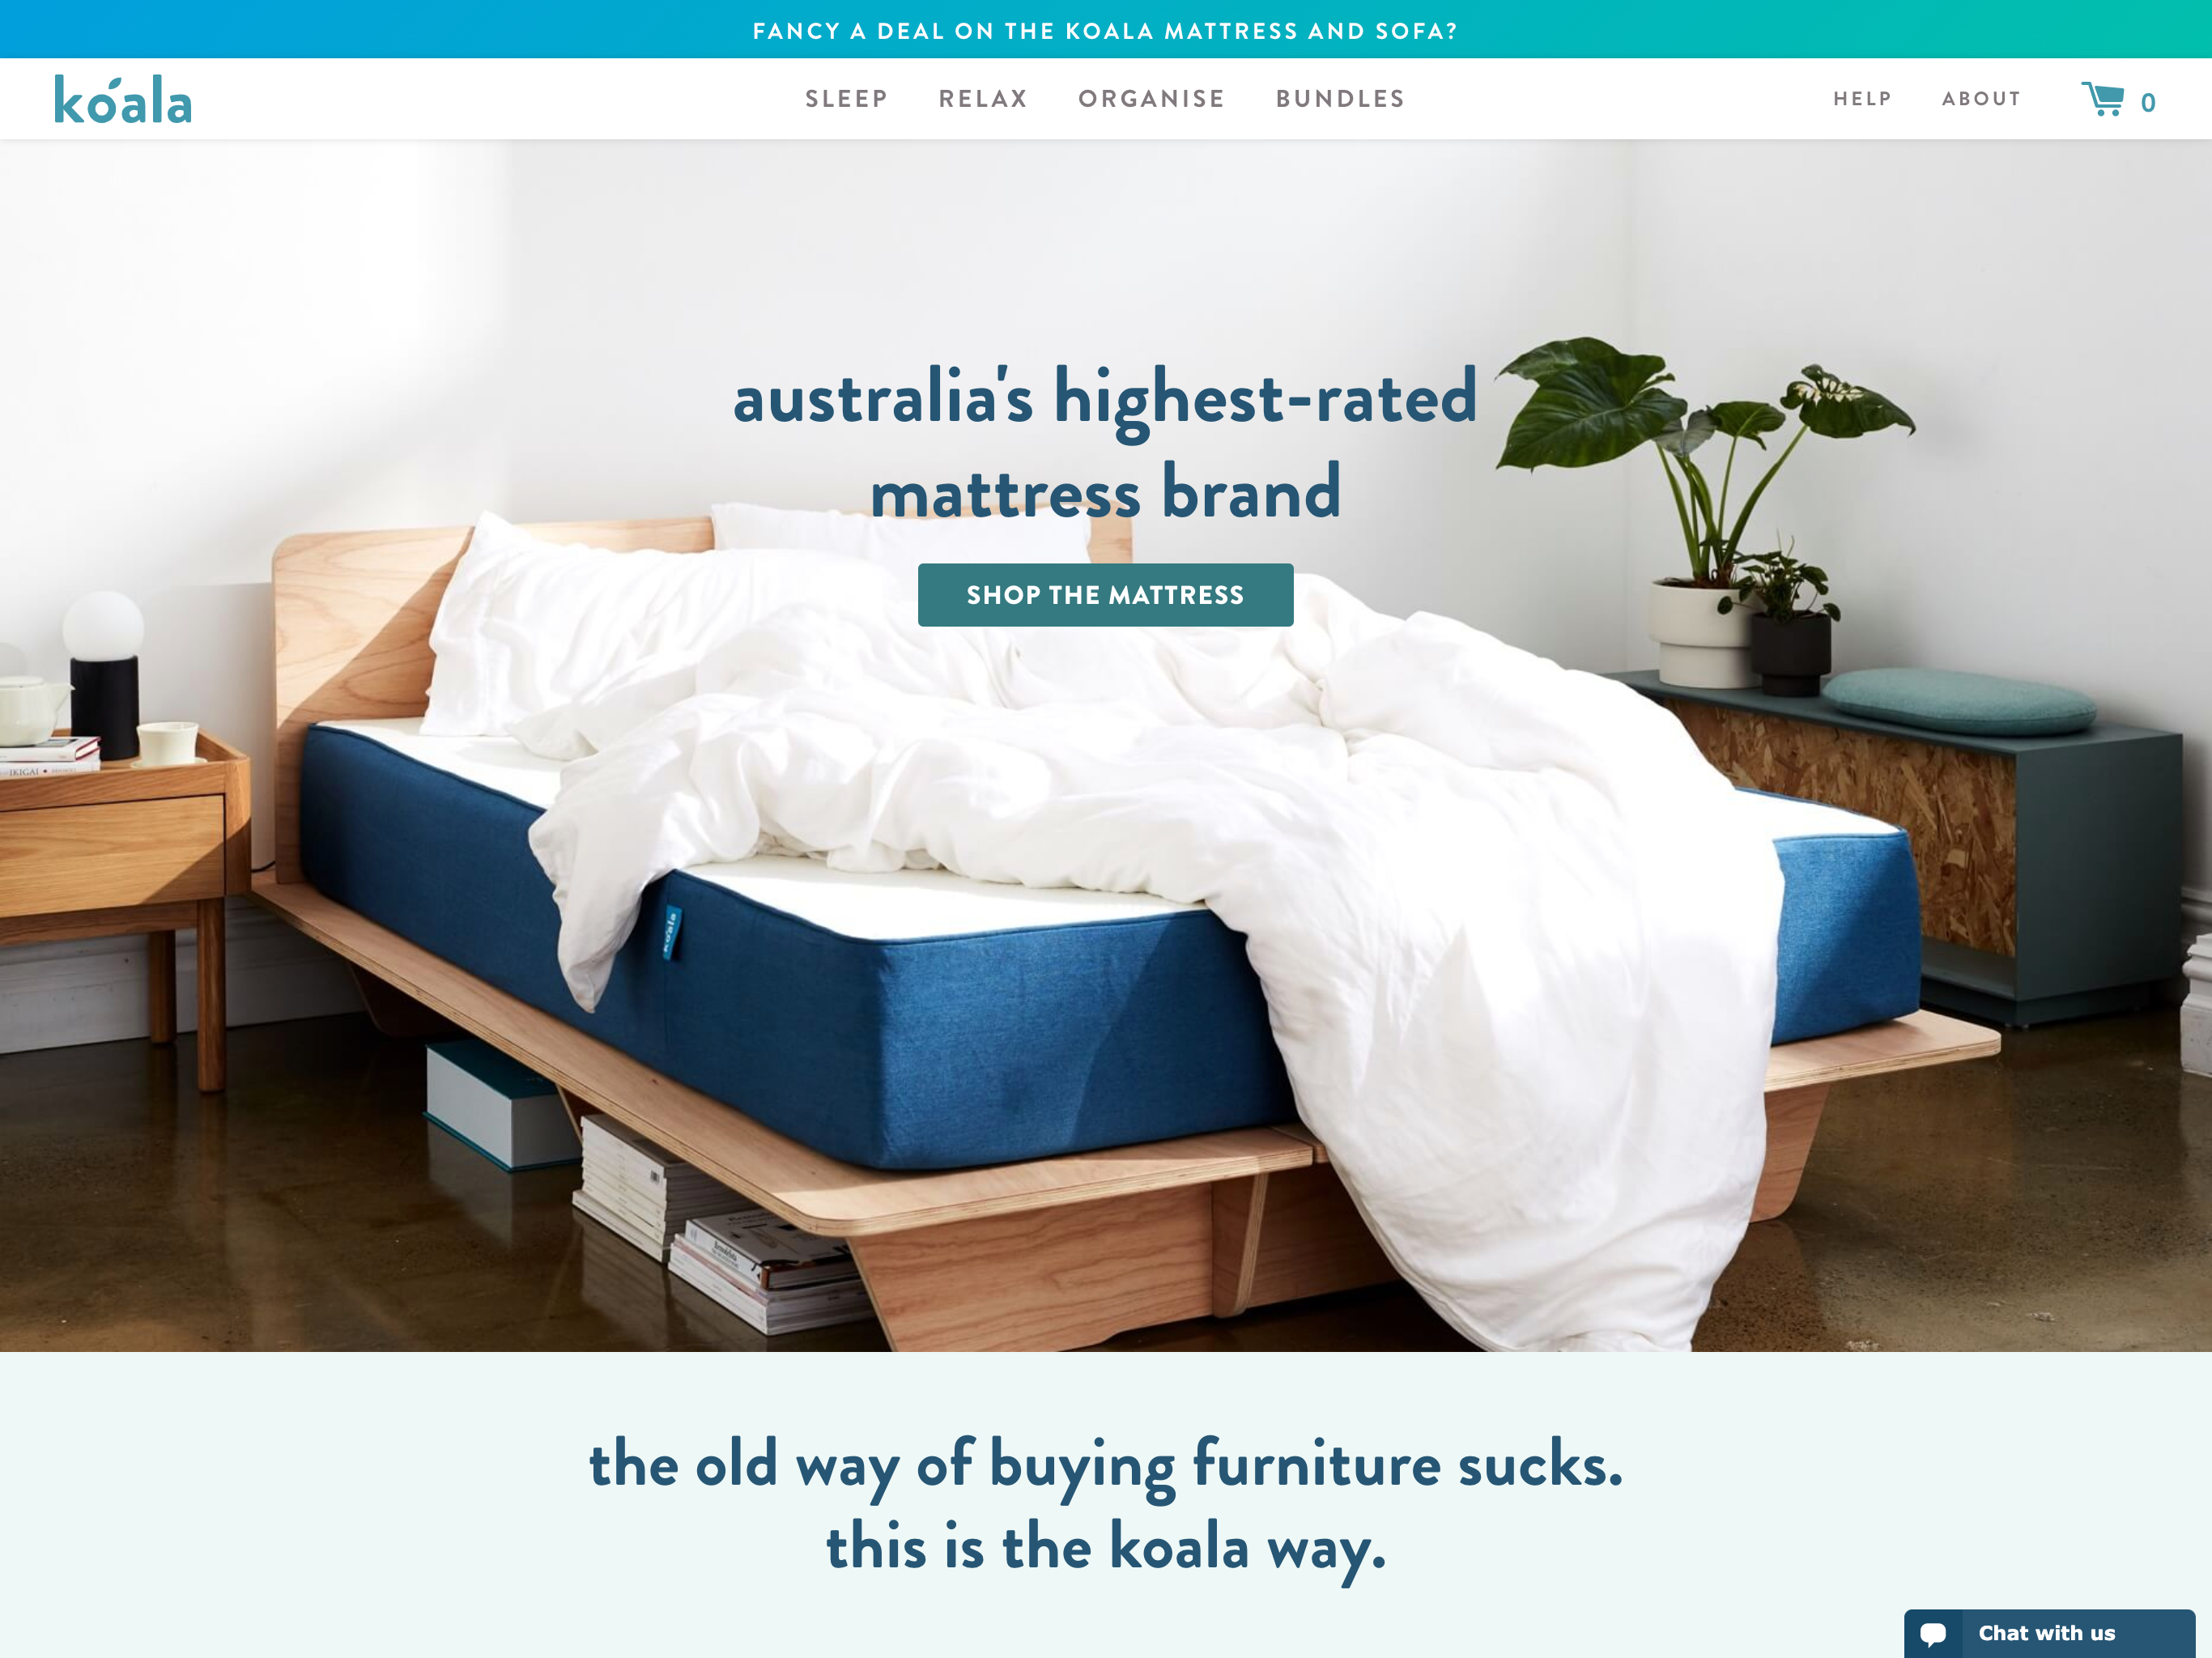 FANCY A DEAL ON THE KOALA MATTRESS AND SOFA?
koala
SLEEP RELAX ORGANISE BUNDLES
HELP ABOUT 0
australia's highest-rated
mattress brand
SHOP THE MATTRESS
IKIGAI
koala
the old way of buying furniture sucks.
this is the koala way.
Chat with us